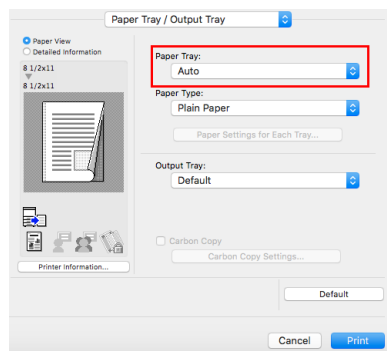 Paper Tray / Output Tray
Paper View
Detailed Information
8 1/2x11
8 1/2x11
Printer Information...
Paper Tray:
Auto
Paper Type:
Plain Paper
Paper Settings for Each Tray...
Output Tray:
Default
Carbon Copy
Carbon Copy Settings...
Default
Cancel
Print